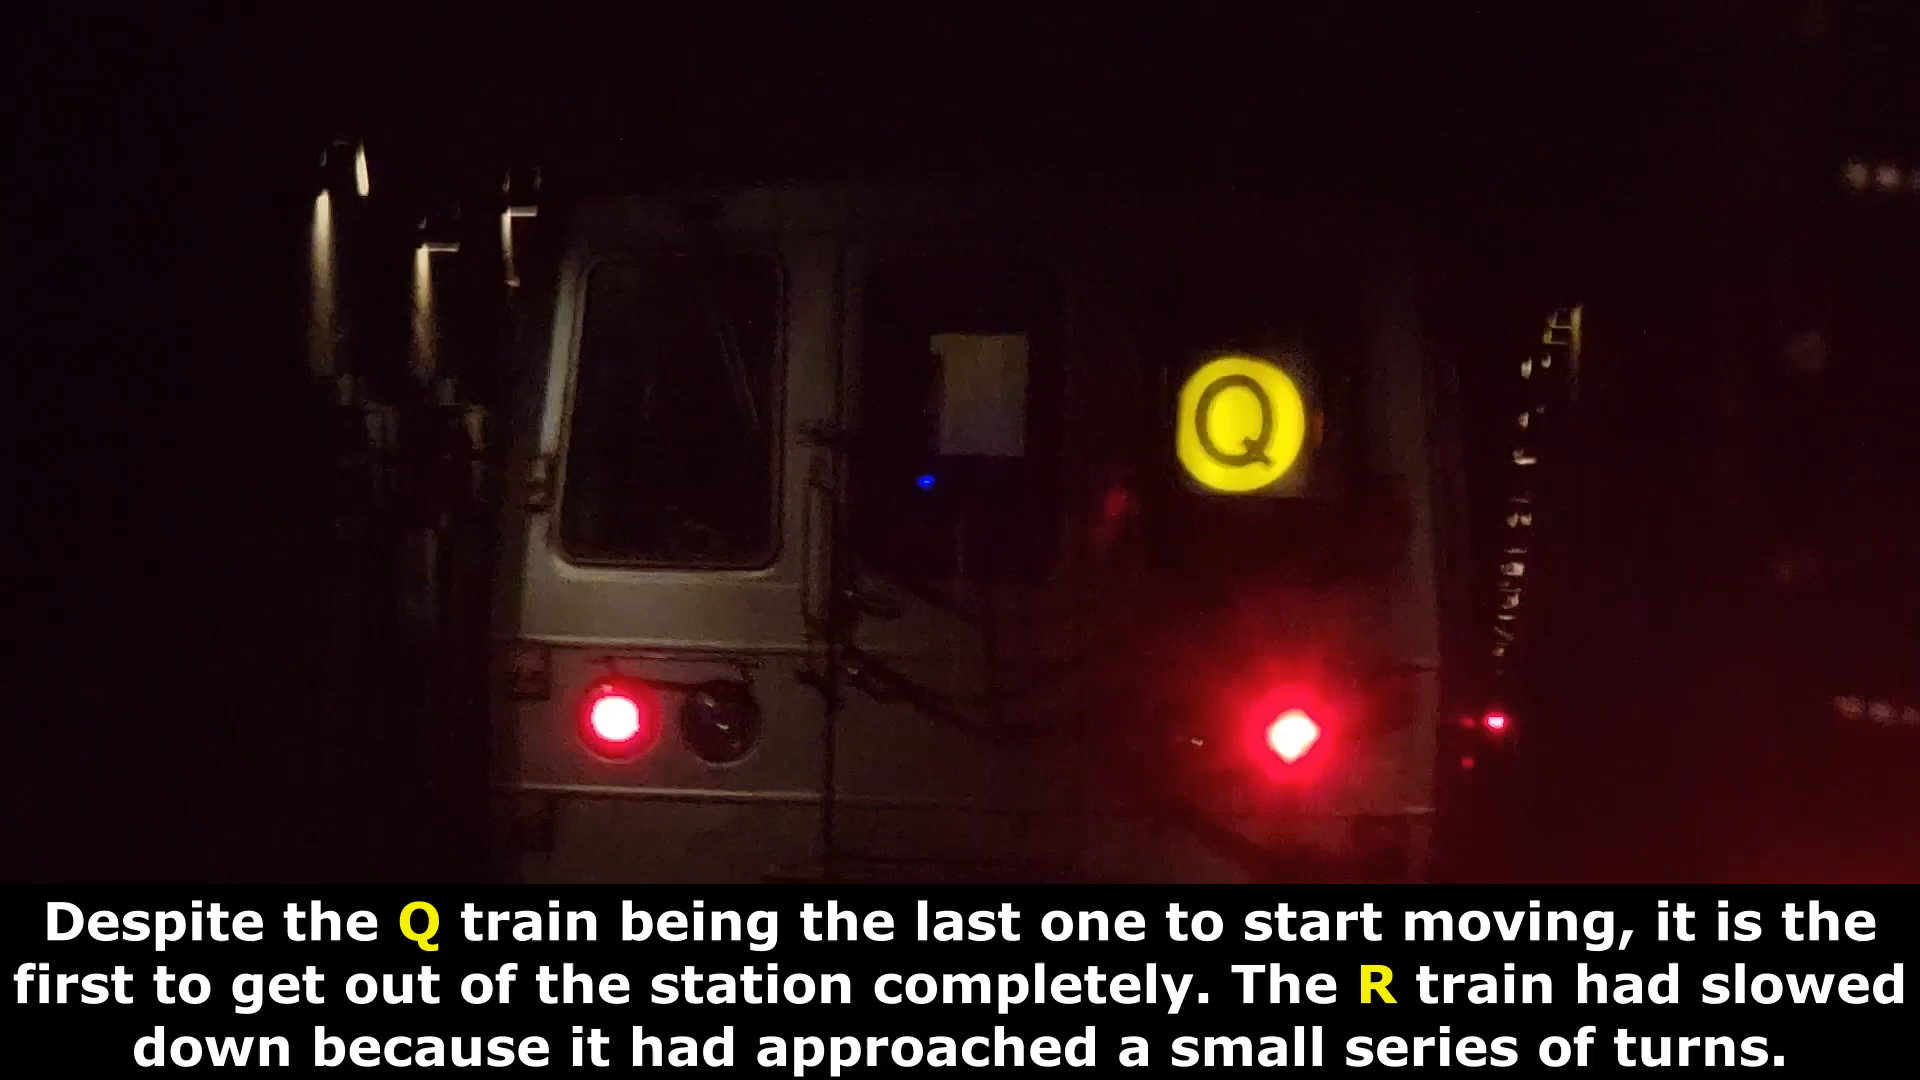 Q
Despite the Q train being the last one to start moving, it is the
first to get out of the station completely. The R train had slowed
down because it had approached a small series of turns.